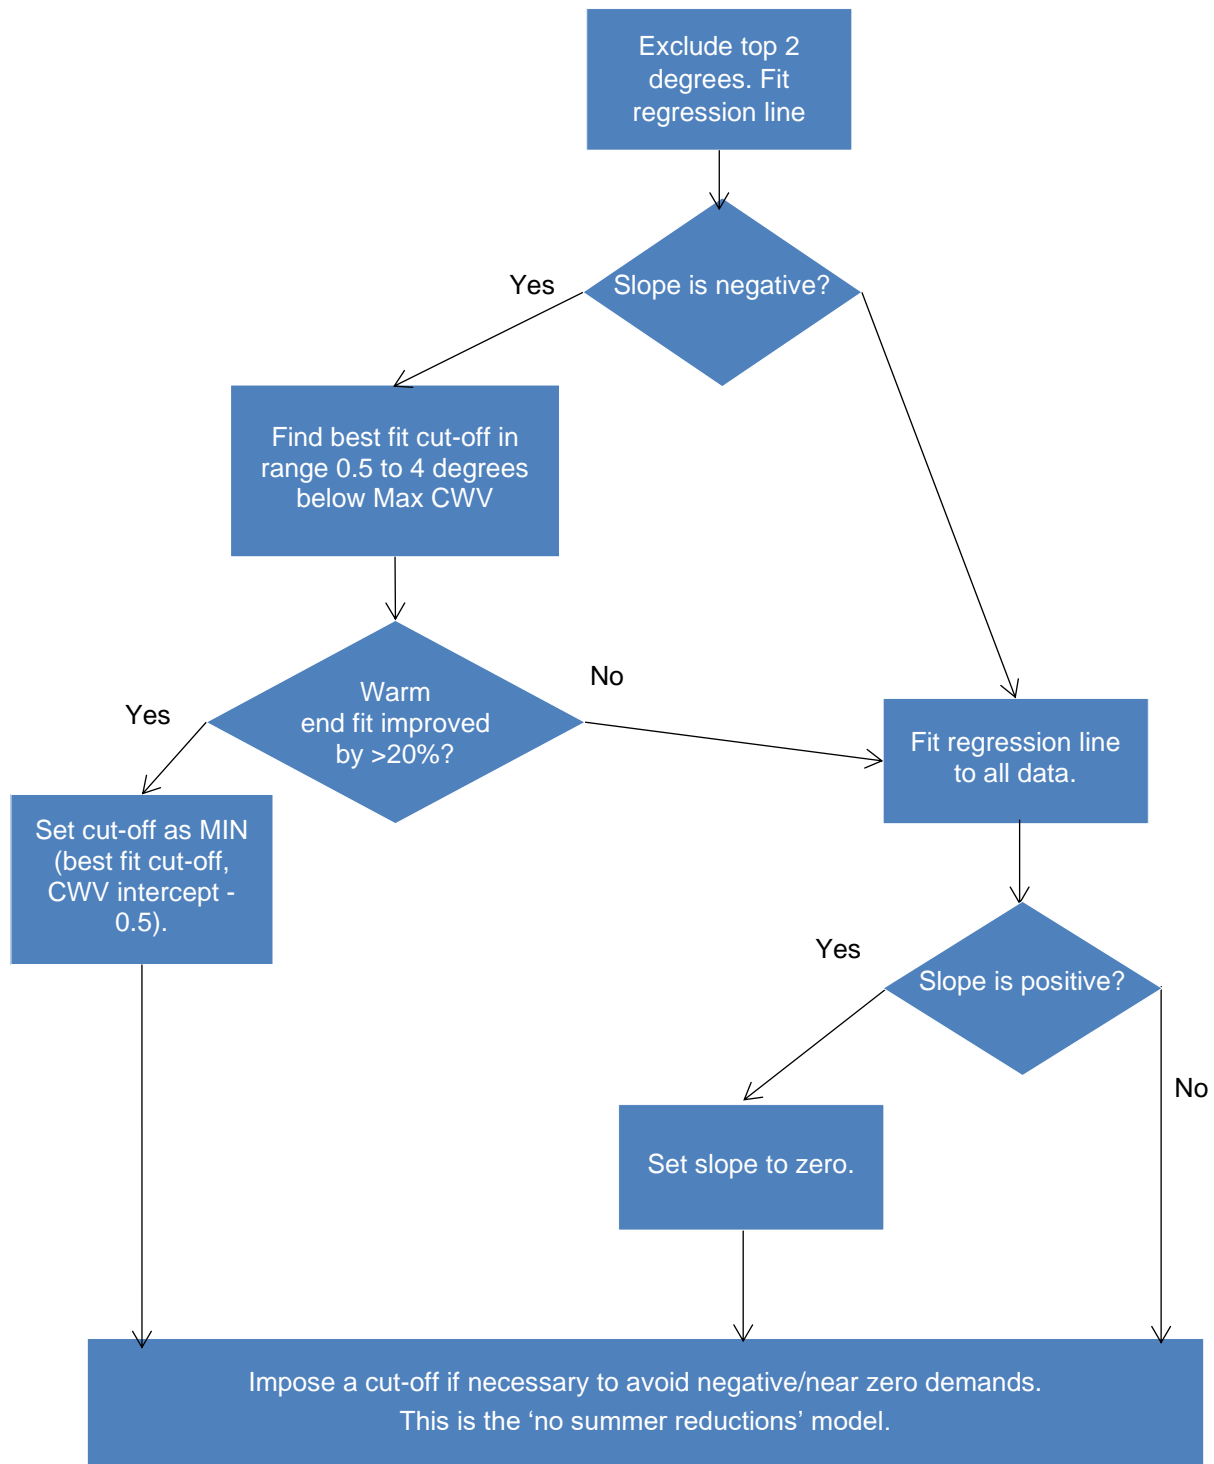 Exclude top 2
degrees. Fit
regression line
Slope is negative?
Yes
Find best fit cut-off in
range 0.5 to 4 degrees
below Max CWV
Warm
end fit improved
by >20%?
No
Yes
Fit regression line
to all data.
Set cut-off as MIN
(best fit cut-off,
CWV intercept -
0.5).
Yes
Slope is positive?
No
Set slope to zero.
Impose a cut-off if necessary to avoid negative/near zero demands.
This is the ‘no summer reductions’ model.